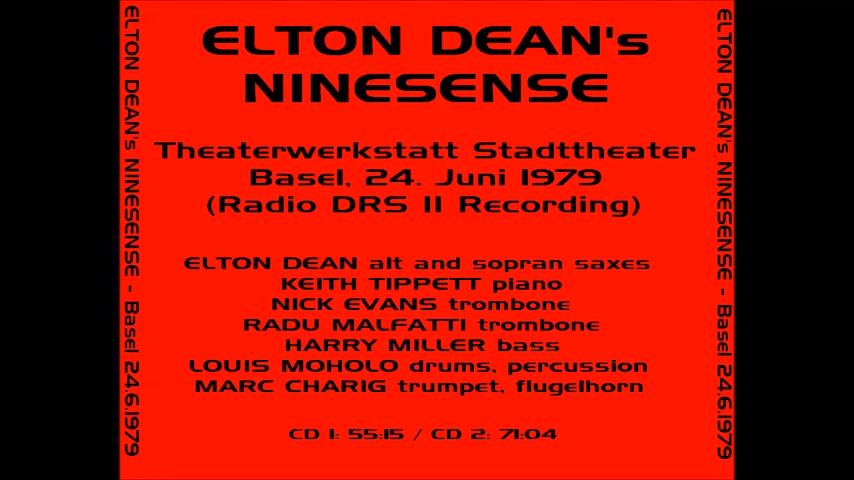 ELTON DEAN's
NINESENSE
Theaterwerkstatt Stadttheater
Basel, 24. Juni 1979
(Radio DRS II Recording)
ELTON DEAN alt and sopran saxes
KEITH TIPPETT piano
NICK EVANS trombone
RADU MALFATTI trombone
HARRY MILLER bass
LOUIS MOHOLO drums, percussion
MARC CHARIG trumpet, flugelhorn
CD 1: 55:15 / CD 2: 71:04
ELTON DEAN's NINESENSE - Basel 24.6.1979
ELTON DEAN's NINESENSE - Basel 24.6.1979